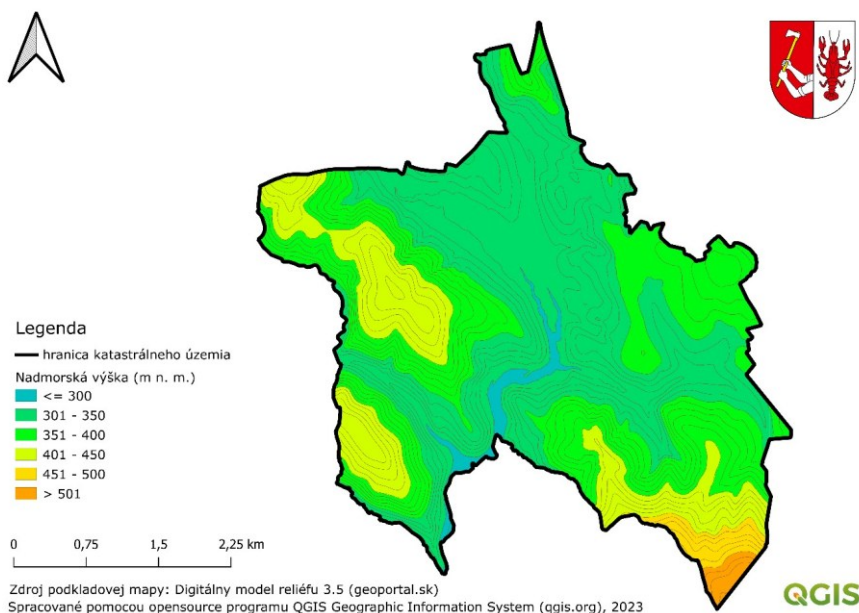 Legenda
hranica katastrálneho územia
Nadmorská výška (m n. m.)
<= 300
301 - 350
351 - 400
401 - 450
451 - 500
> 501
0 0,75 1,5 2,25 km
Zdroj podkladovej mapy: Digitálny model reliéfu 3.5 (geoportal.sk)
Spracované pomocou opensource programu QGIS Geographic Information System (qgis.org), 2023
QGIS